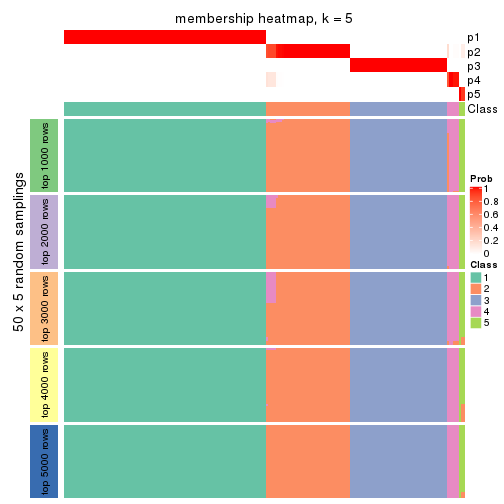 membership heatmap, k = 5
p1
p2
p3
p4
p5
Class
50 x 5 random samplings
top 1000 rows
top 2000 rows
top 3000 rows
top 4000 rows
top 5000 rows
Prob
1
0.8
0.6
0.4
0.2
0
Class
1
2
3
4
5